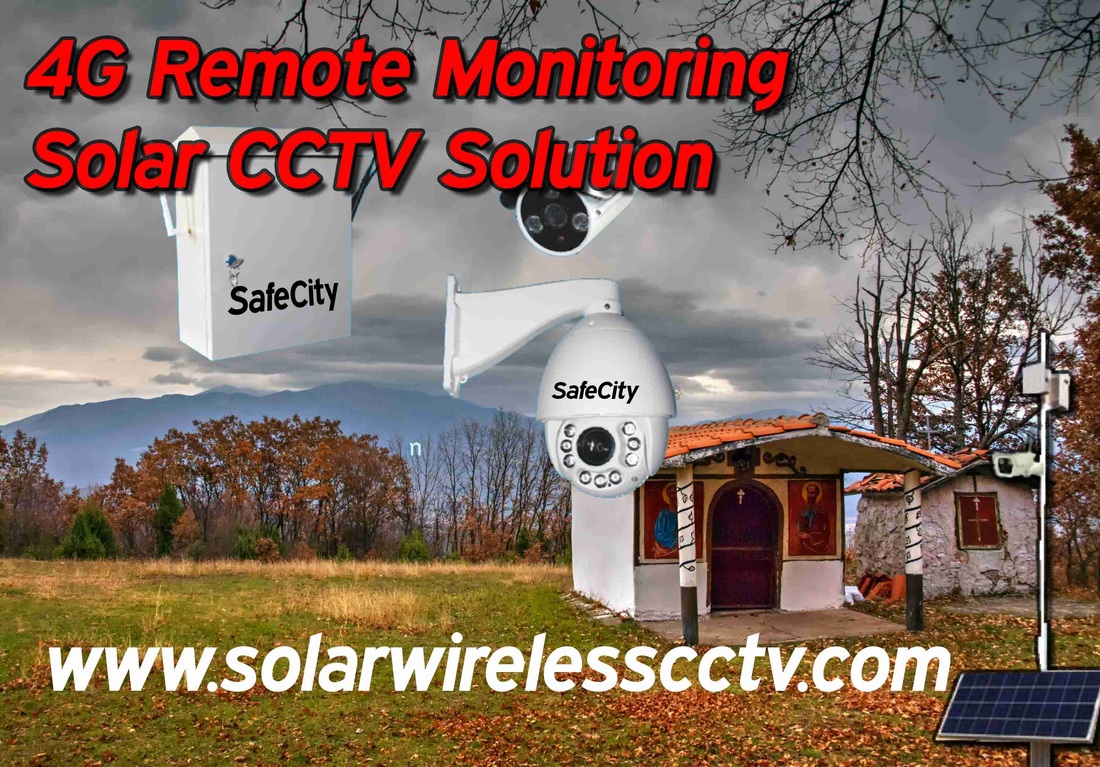 4G Remote Monitoring
Solar CCTV Solution
SafeCity
SafeCity
n
www.solarwirelesscctv.com